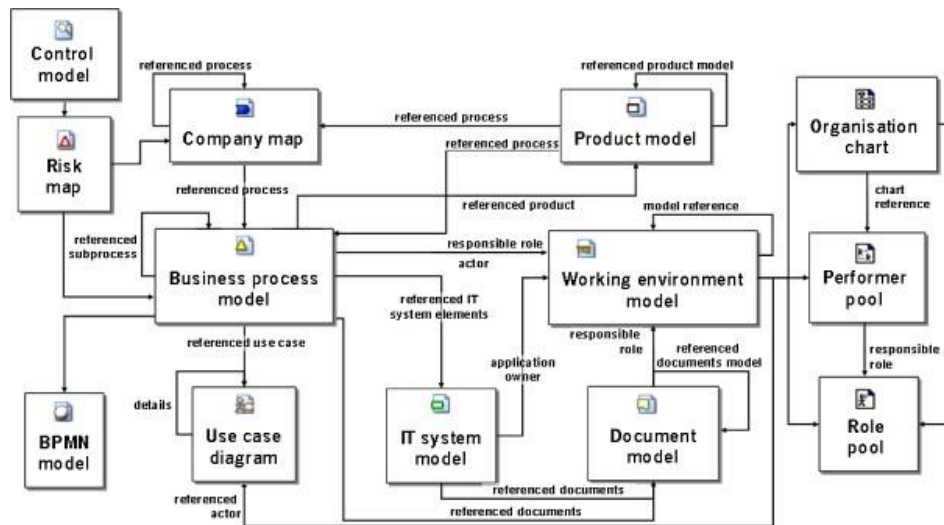 Control
model
Risk
map
referenced process
Company map
referenced process
referenced process
referenced product model
Product model
Organisation
chart
chart
reference
referenced process
referenced product
referenced
subprocess
Business process
model
responsible role
actor
model reference
Working environment
model
Performer
pool
responsible
role
referenced IT
system elements
referenced use case
application
owner
responsible
role
referenced
documents model
BPMN
model
details
Use case
diagram
IT system
model
Document
model
Role
pool
referenced
actor
referenced documents
referenced documents